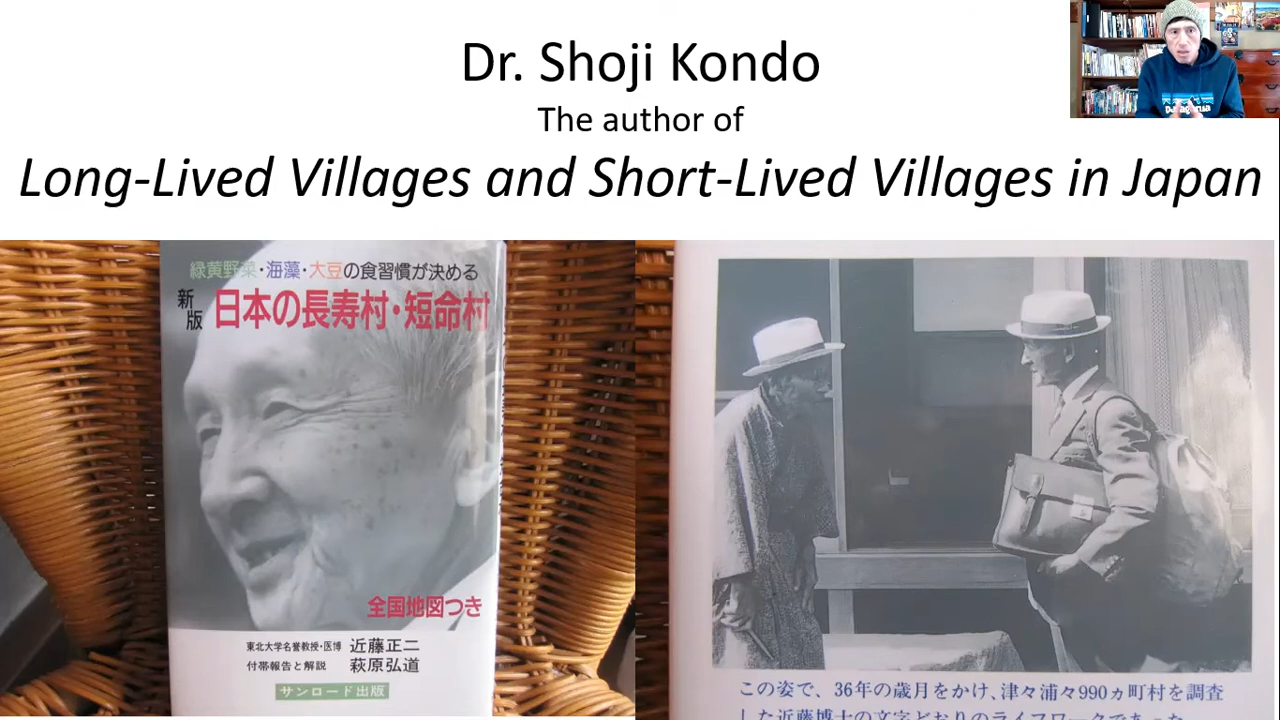 Dr. Shoji Kondo
The author of
Long-Lived Villages and Short-Lived Villages in Japan
緑黄野菜・海藻・大豆の食習慣が決める
新版 日本の長寿村・短命村
全国地図つき
東北大学名誉教授・医博 近藤正二
付帯報告と解説 萩原弘道
サンロード出版
この姿で、36年の歳月をかけ、津々浦々990ヵ町村を調査
した近藤博士の文字どおりのライフワークであった